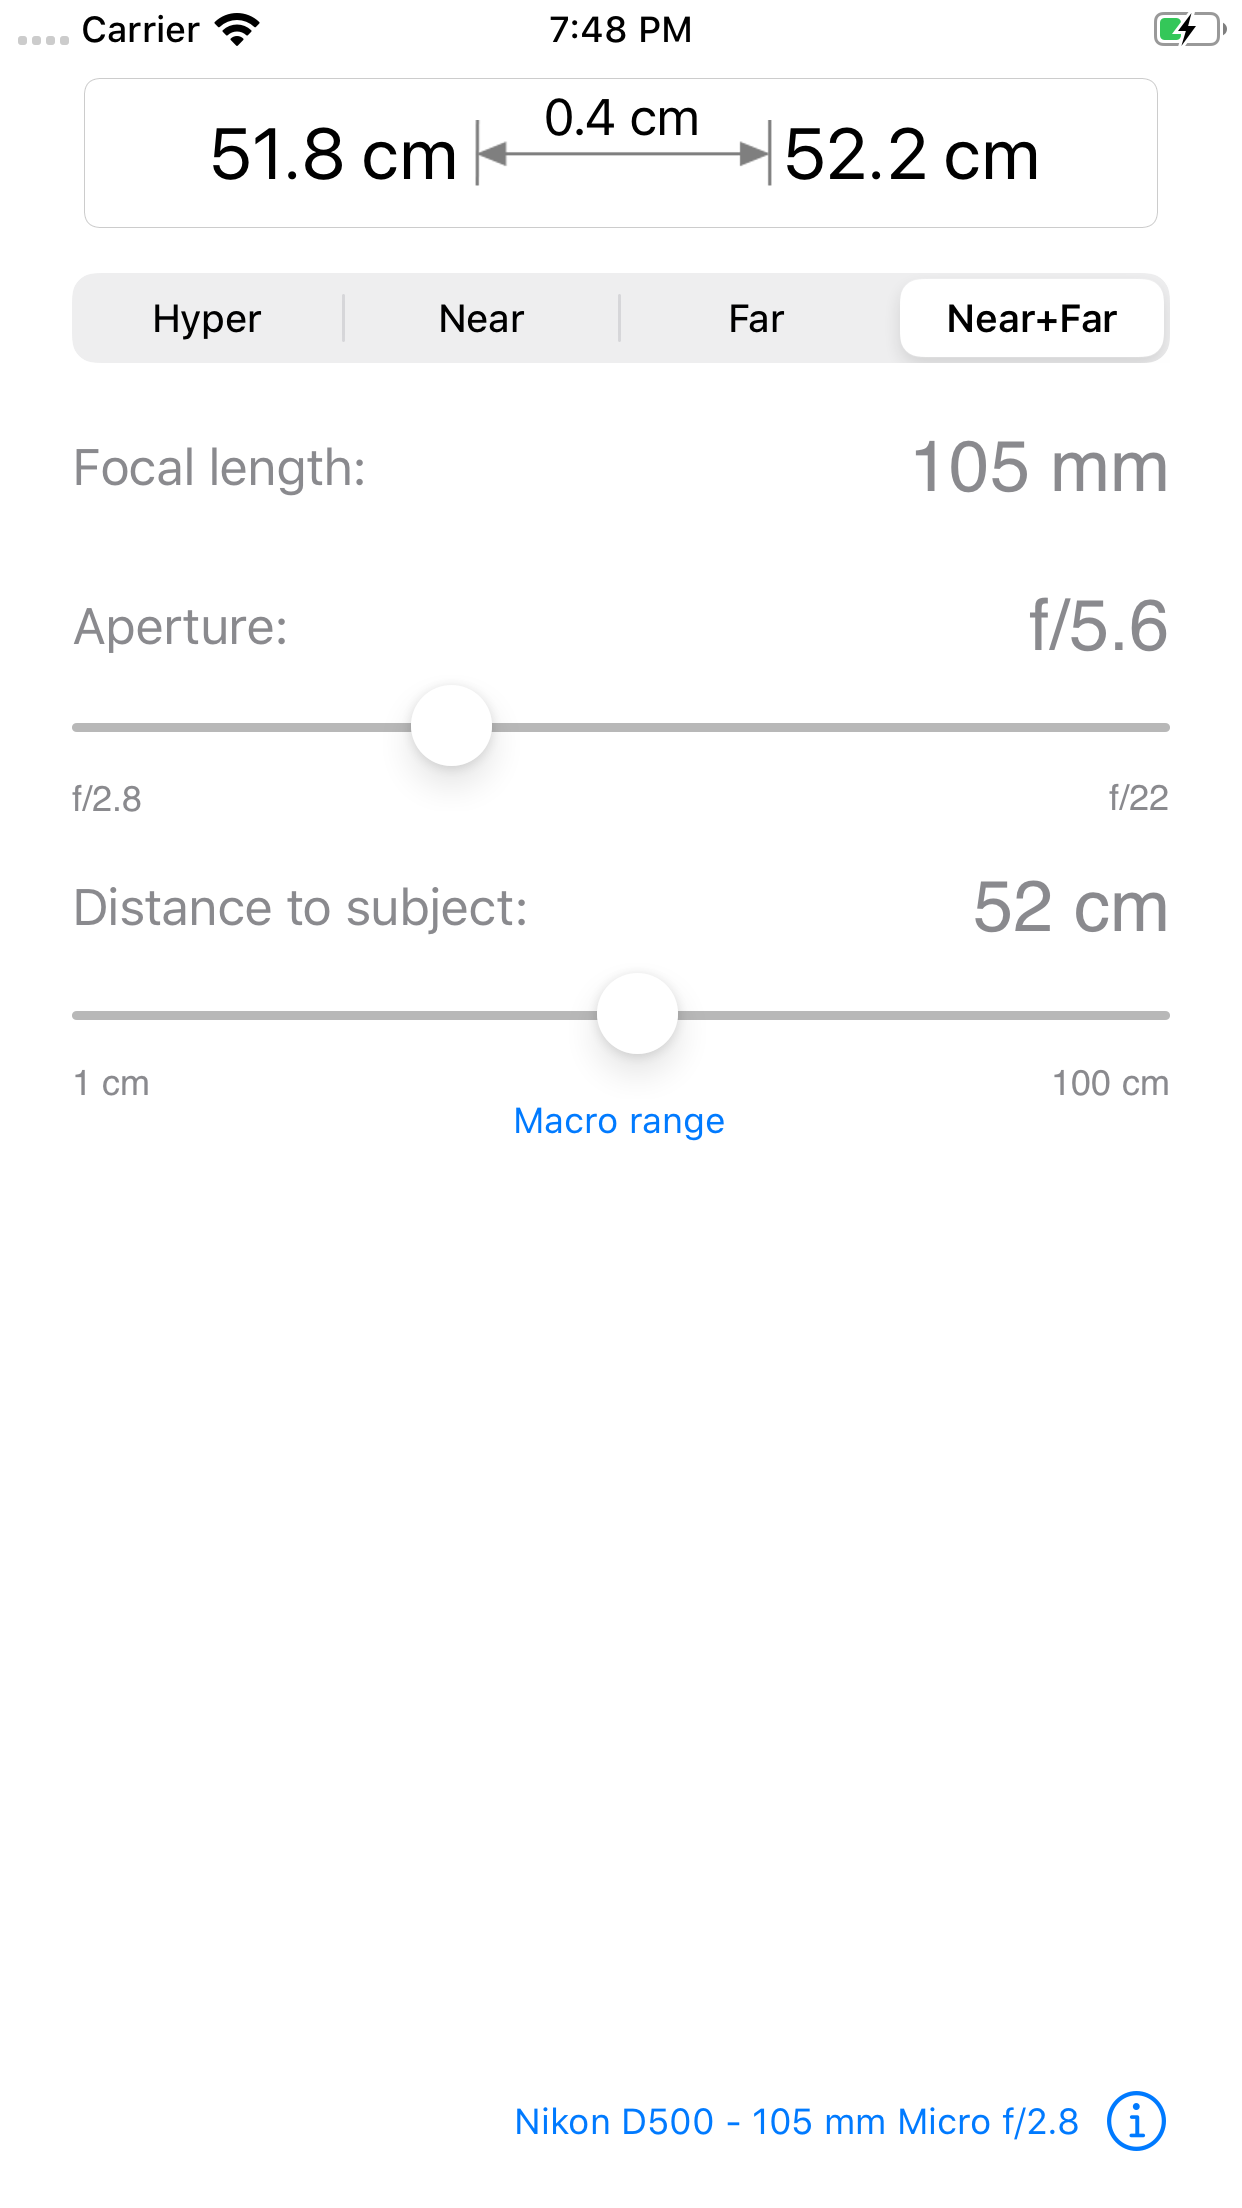 Carrier 7:48 PM
0.4 cm
51.8 cm 52.2 cm
Hyper Near Far Near+Far
Focal length: 105 mm
Aperture: f/5.6
f/2.8 f/22
Distance to subject: 52 cm
1 cm 100 cm
Macro range
Nikon D500 - 105 mm Micro f/2.8